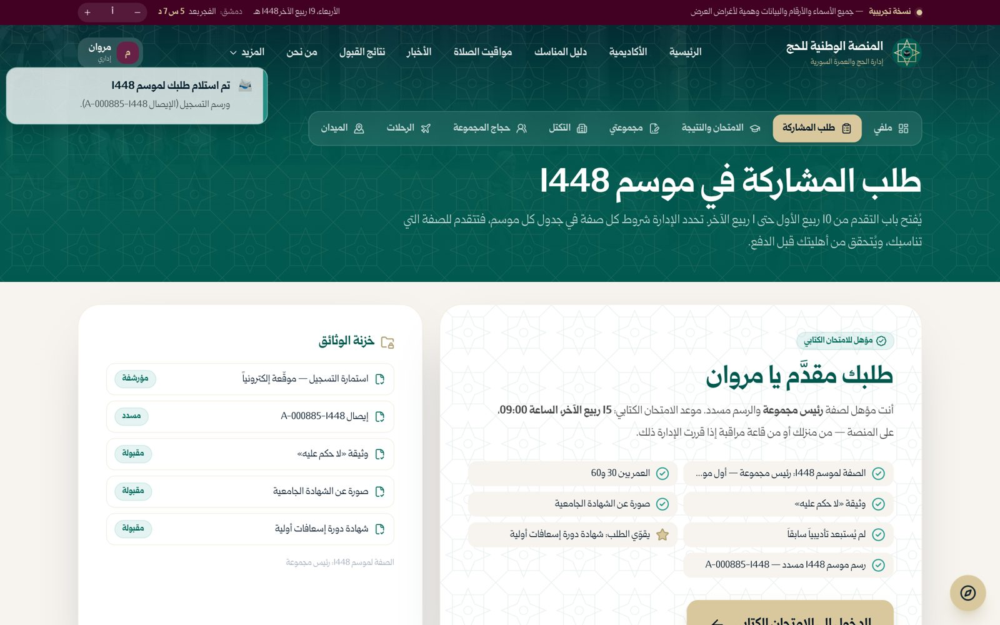 نسخة تجريبية — جميع الأسماء والأرقام والبيانات وهمية لأغراض العرض
الأربعاء، 19 ربيع الآخر 1448 هـ
دمشق: الفجر بعد 5 س 7 د
− أ +
المنصة الوطنية للحج
إدارة الحج والعمرة السورية
الرئيسية
الأكاديمية
دليل المناسك
مواقيت الصلاة
الأخبار
نتائج القبول
من نحن
المزيد
م
مروان
إداري
تم استلام طلبك لموسم 1448
ورسم التسجيل (الإيصال A-000885-1448).
ملفي
طلب المشاركة
الامتحان والنتيجة
مجموعتي
التكتل
حجاج المجموعة
الرحلات
الميدان
طلب المشاركة في موسم 1448
يُفتح باب التقدم من 10 ربيع الأول حتى 1 ربيع الآخر. تحدد الإدارة شروط كل صفة في جدول كل موسم، فتتقدم للصفة التي
تناسبك، ويُتحقق من أهليتك قبل الدفع.
مؤهل للامتحان الكتابي
طلبك مقدَّم يا مروان
أنت مؤهل لصفة رئيس مجموعة والرسم مسدد. موعد الامتحان الكتابي: 15 ربيع الآخر، الساعة 09:00،
على المنصة — من منزلك أو من قاعة مراقبة إذا قررت الإدارة ذلك.
الصفة لموسم 1448: رئيس مجموعة — أول مو...
العمر بين 30 و60
وثيقة «لا حكم عليه»
صورة عن الشهادة الجامعية
لم يُستبعد تأديبياً سابقاً
يقوّي الطلب: شهادة دورة إسعافات أولية
رسم موسم 1448 مسدد — A-000885-1448
الدخول إلى الامتحان الكتابي
خزنة الوثائق
استمارة التسجيل — موقّعة إلكترونياً
مؤرشفة
إيصال A-000885-1448
مسدد
وثيقة «لا حكم عليه»
مقبولة
صورة عن الشهادة الجامعية
مقبولة
شهادة دورة إسعافات أولية
مقبولة
الصفة لموسم 1448: رئيس مجموعة